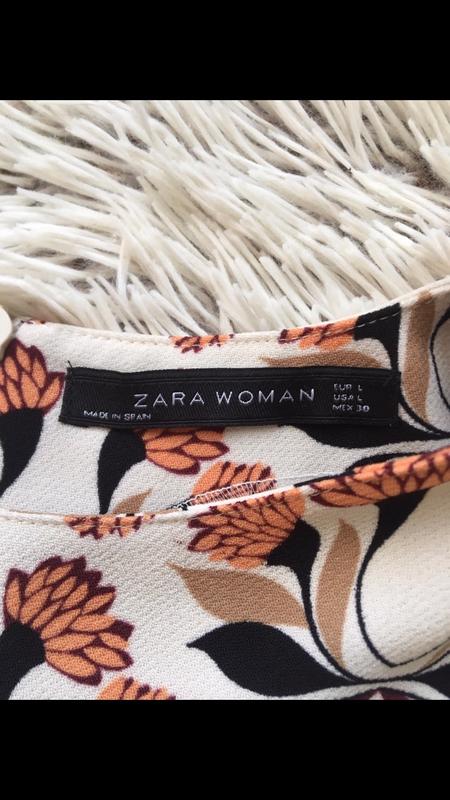 ZARA WOMAN
MADE IN SPAIN
EUR L
USA L
MEX 30